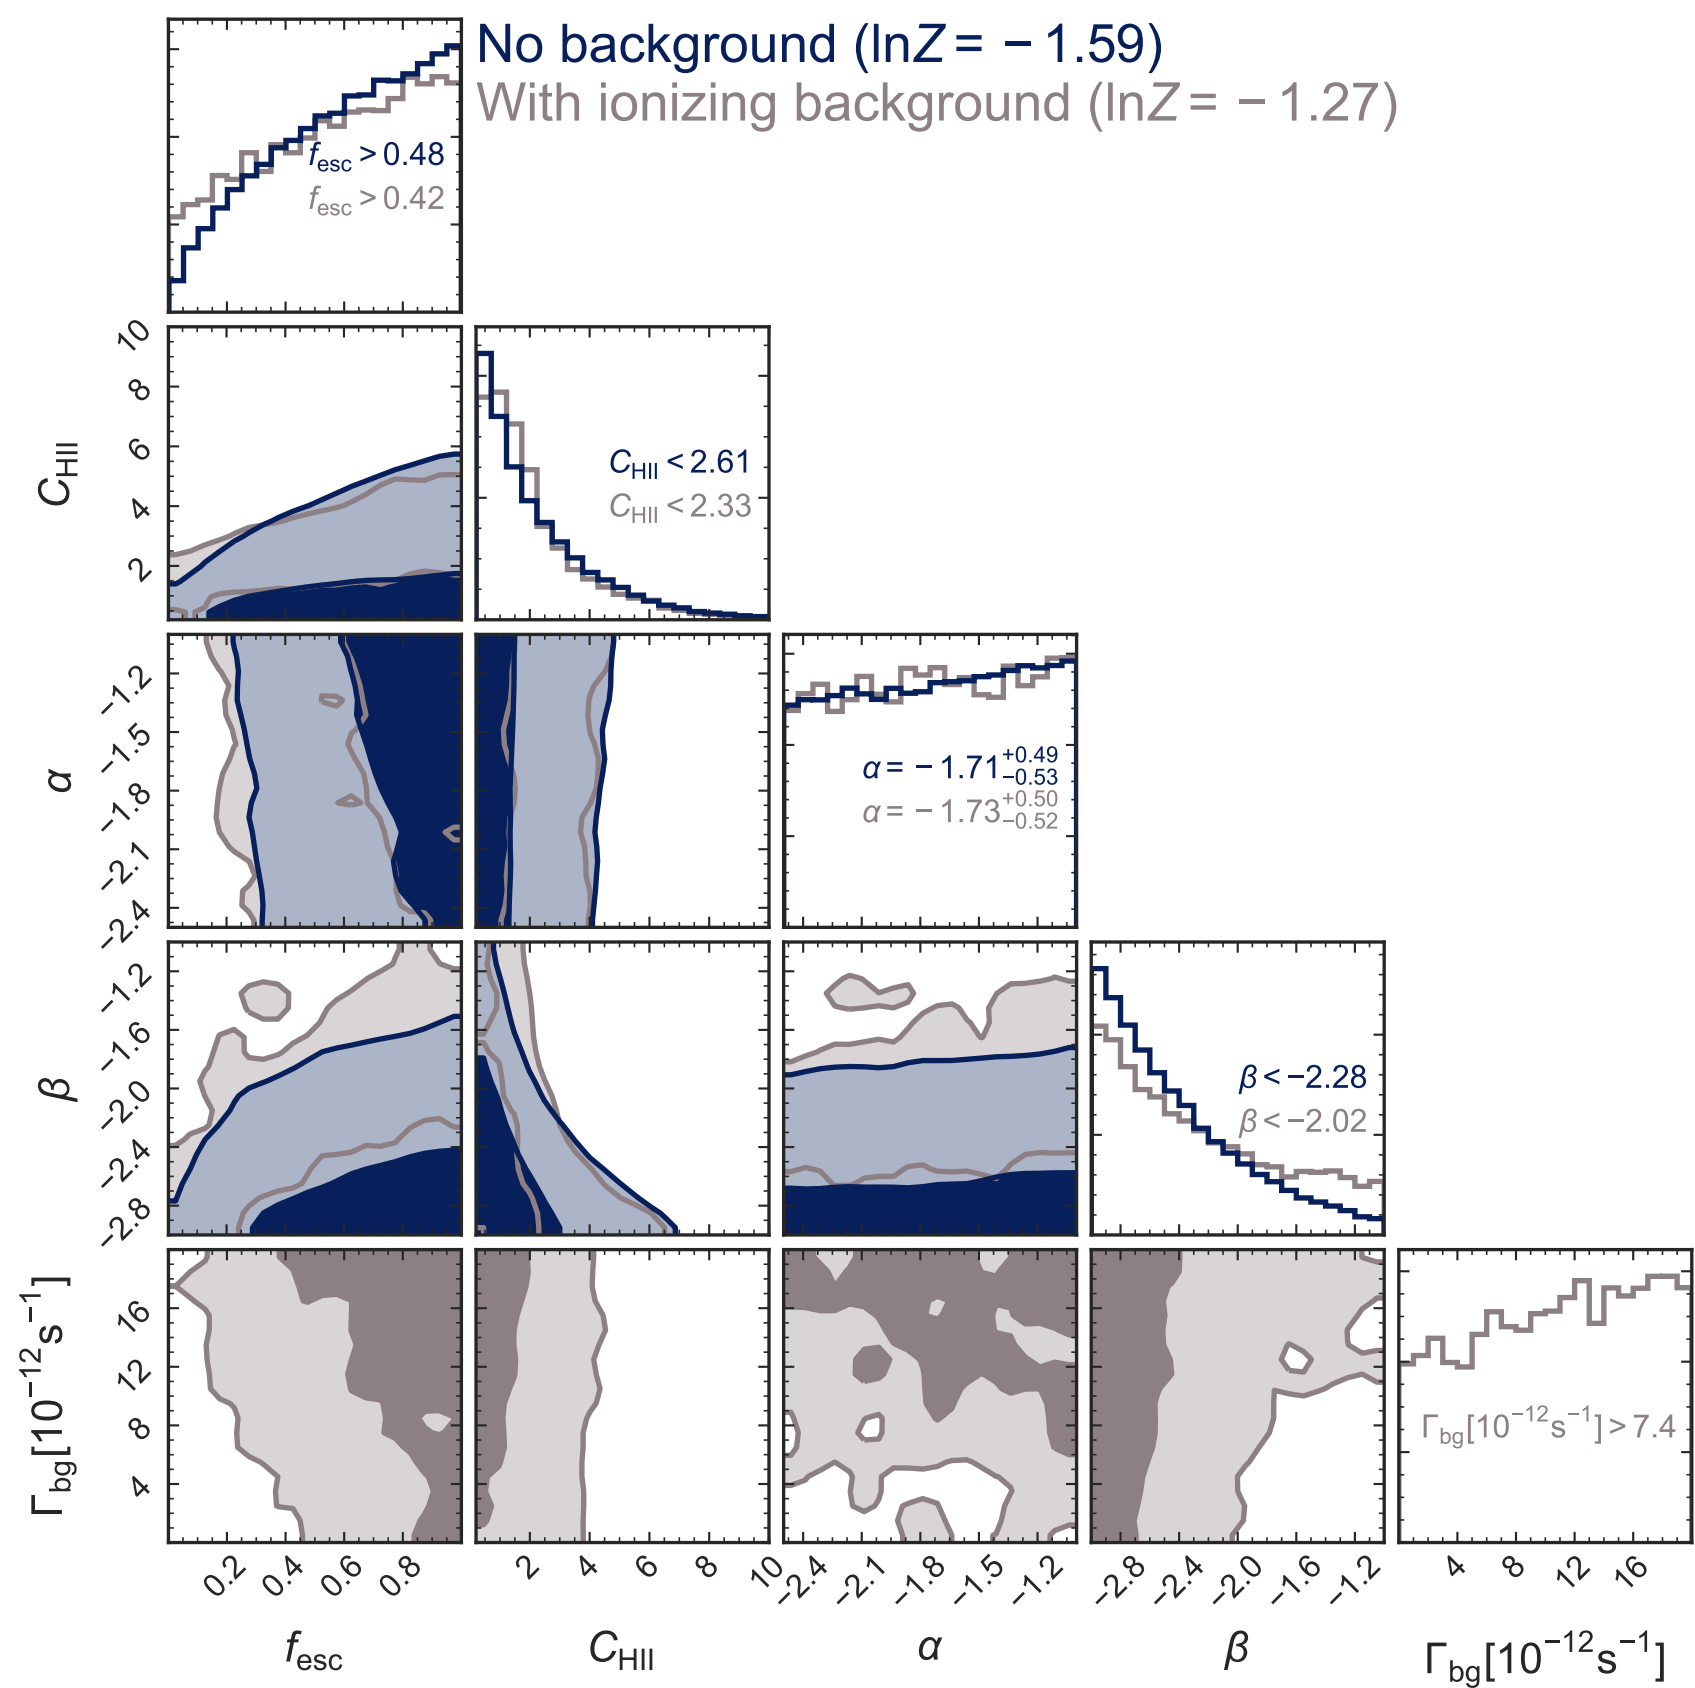 No background (lnZ = −1.59)
With ionizing background (lnZ = −1.27)
f_esc > 0.48
f_esc > 0.42
10
8
6
4
2
C_HII
C_HII < 2.61
C_HII < 2.33
−1.2
−1.5
−1.8
−2.1
−2.4
α
α = −1.71^{+0.49}_{−0.53}
α = −1.73^{+0.50}_{−0.52}
−1.2
−1.6
−2.0
−2.4
−2.8
β
β < −2.28
β < −2.02
16
12
8
4
Γ_bg[10^{−12}s^{−1}]
Γ_bg[10^{−12}s^{−1}] > 7.4
0.2 0.4 0.6 0.8
2 4 6 8 10
−2.4 −2.1 −1.8 −1.5 −1.2
−2.8 −2.4 −2.0 −1.6 −1.2
4 8 12 16
f_esc C_HII α β Γ_bg[10^{−12}s^{−1}]